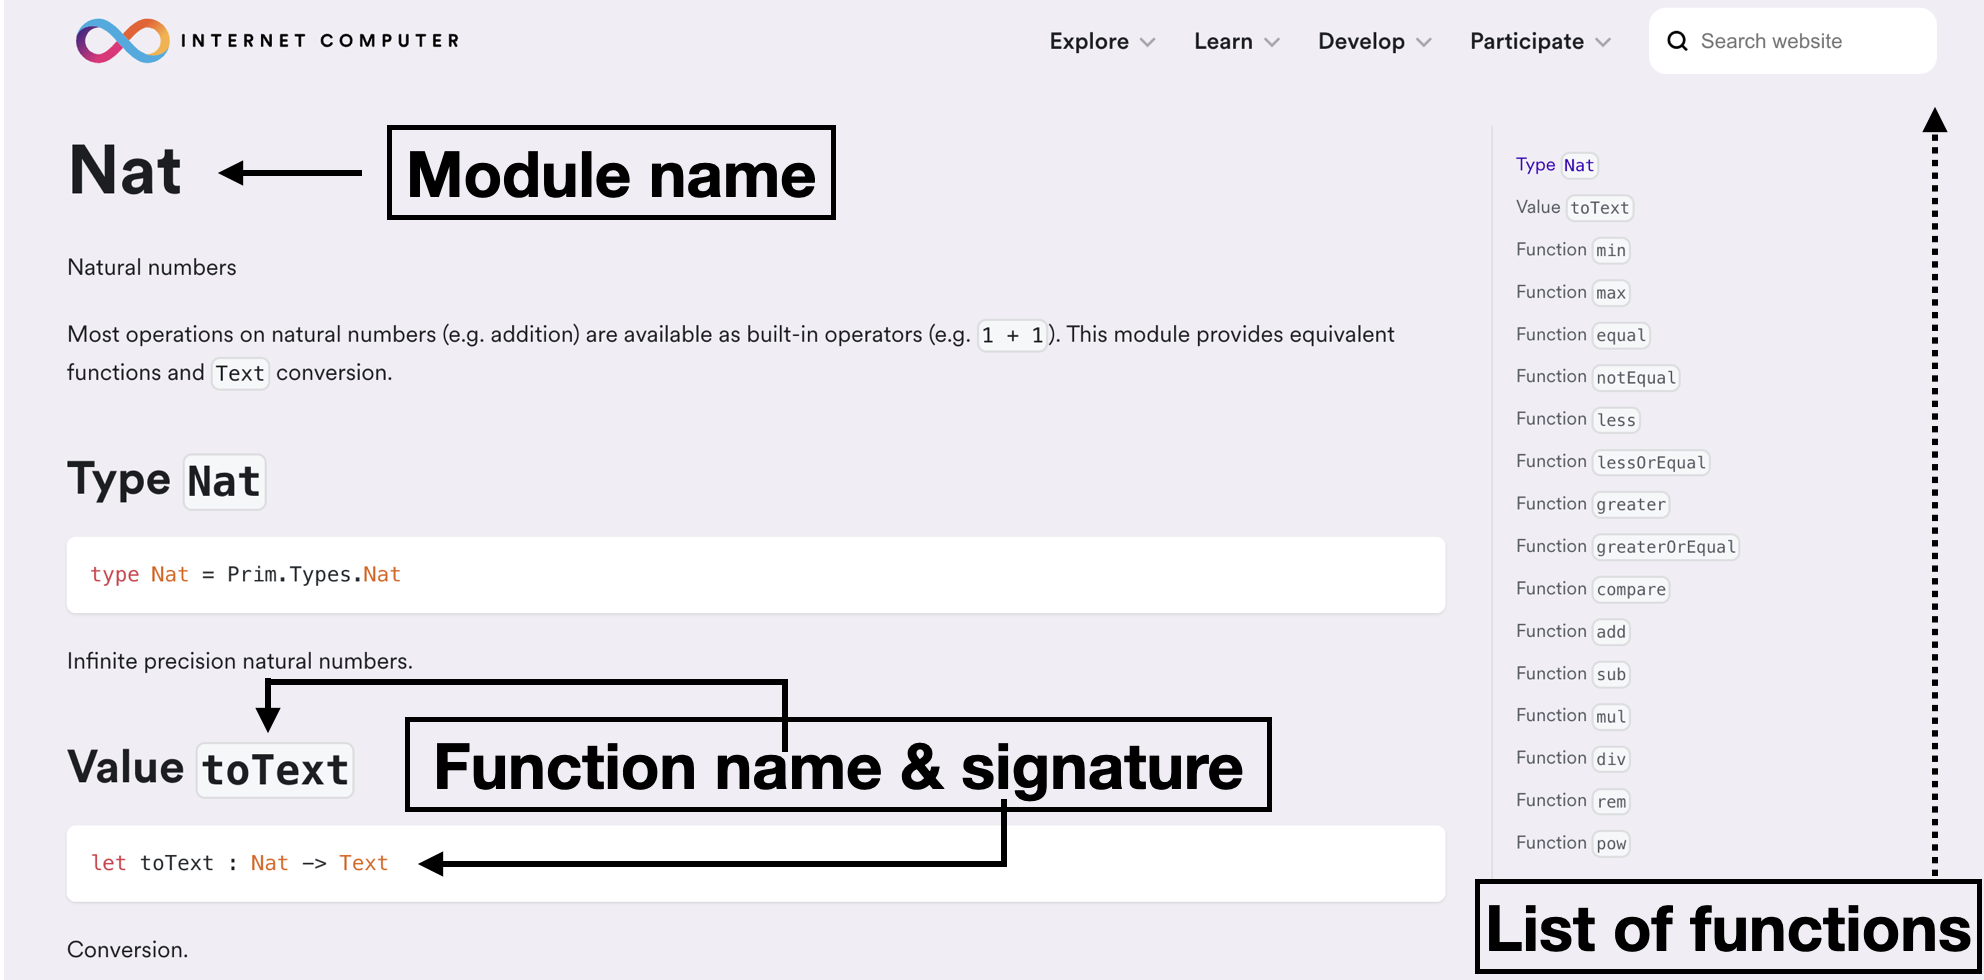 INTERNET COMPUTER
Explore
Learn
Develop
Participate
Search website
Nat
Module name
Natural numbers
Most operations on natural numbers (e.g. addition) are available as built-in operators (e.g. 1 + 1). This module provides equivalent
functions and Text conversion.
Type Nat
type Nat = Prim.Types.Nat
Infinite precision natural numbers.
Value toText
Function name & signature
let toText : Nat -> Text
Conversion.
Type Nat
Value toText
Function min
Function max
Function equal
Function notEqual
Function less
Function lessOrEqual
Function greater
Function greaterOrEqual
Function compare
Function add
Function sub
Function mul
Function div
Function rem
Function pow
List of functions